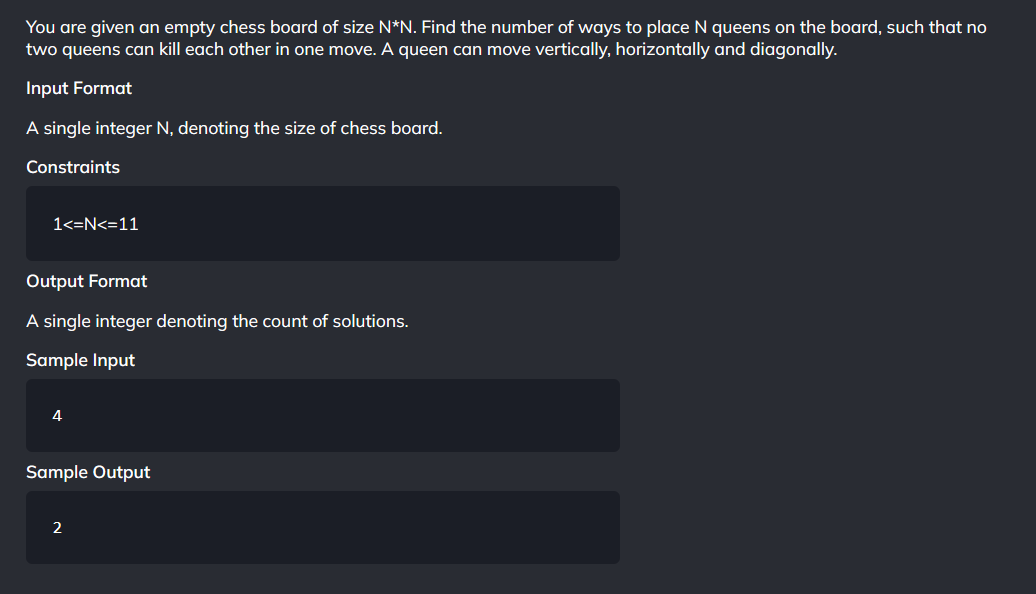 You are given an empty chess board of size N*N. Find the number of ways to place N queens on the board, such that no
two queens can kill each other in one move. A queen can move vertically, horizontally and diagonally.
Input Format
A single integer N, denoting the size of chess board.
Constraints
1<=N<=11
Output Format
A single integer denoting the count of solutions.
Sample Input
4
Sample Output
2